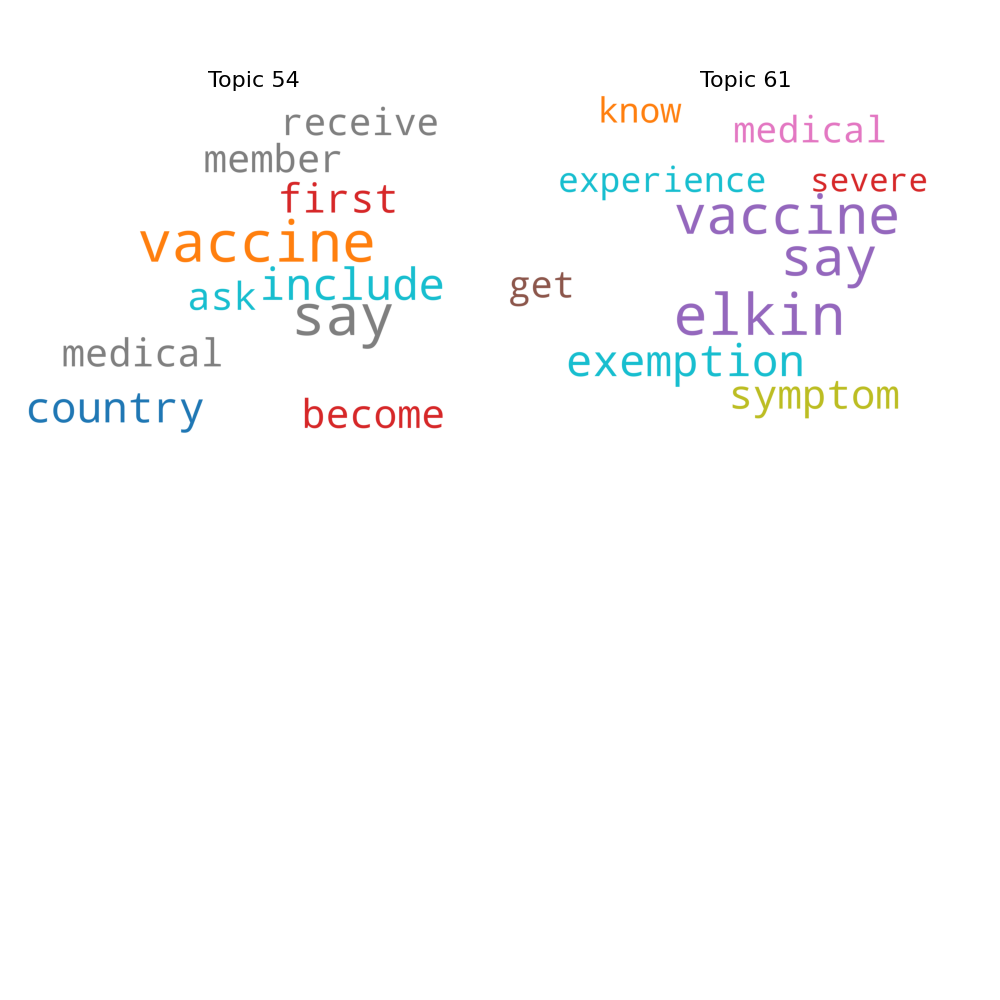 Topic 54
receive
member
first
vaccine
include
ask
say
medical
country
become
Topic 61
know
medical
experience
severe
vaccine
say
get
elkin
exemption
symptom